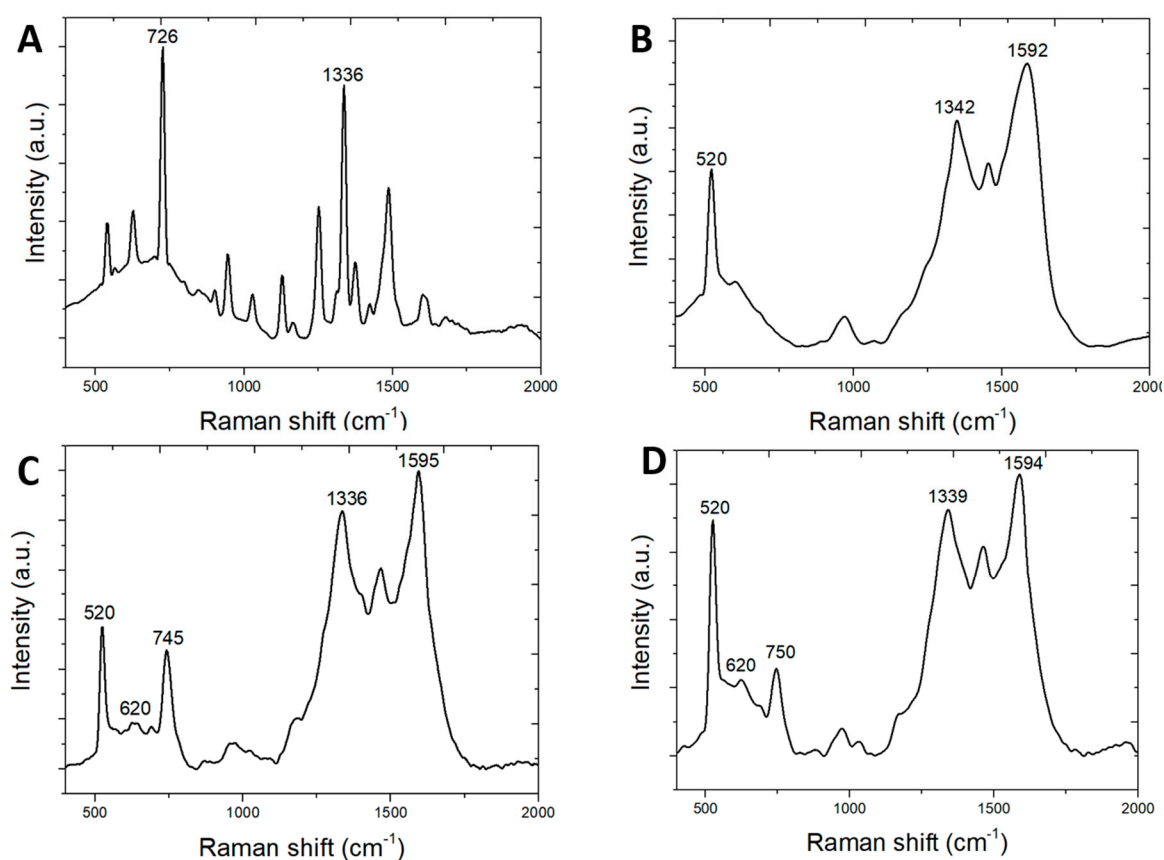 A
726
1336
Intensity (a.u.)
500 1000 1500 2000
Raman shift (cm⁻¹)
B
520
1342
1592
Intensity (a.u.)
500 1000 1500 2000
Raman shift (cm⁻¹)
C
520
620
745
1336
1595
Intensity (a.u.)
500 1000 1500 2000
Raman shift (cm⁻¹)
D
520
620
750
1339
1594
Intensity (a.u.)
500 1000 1500 2000
Raman shift (cm⁻¹)